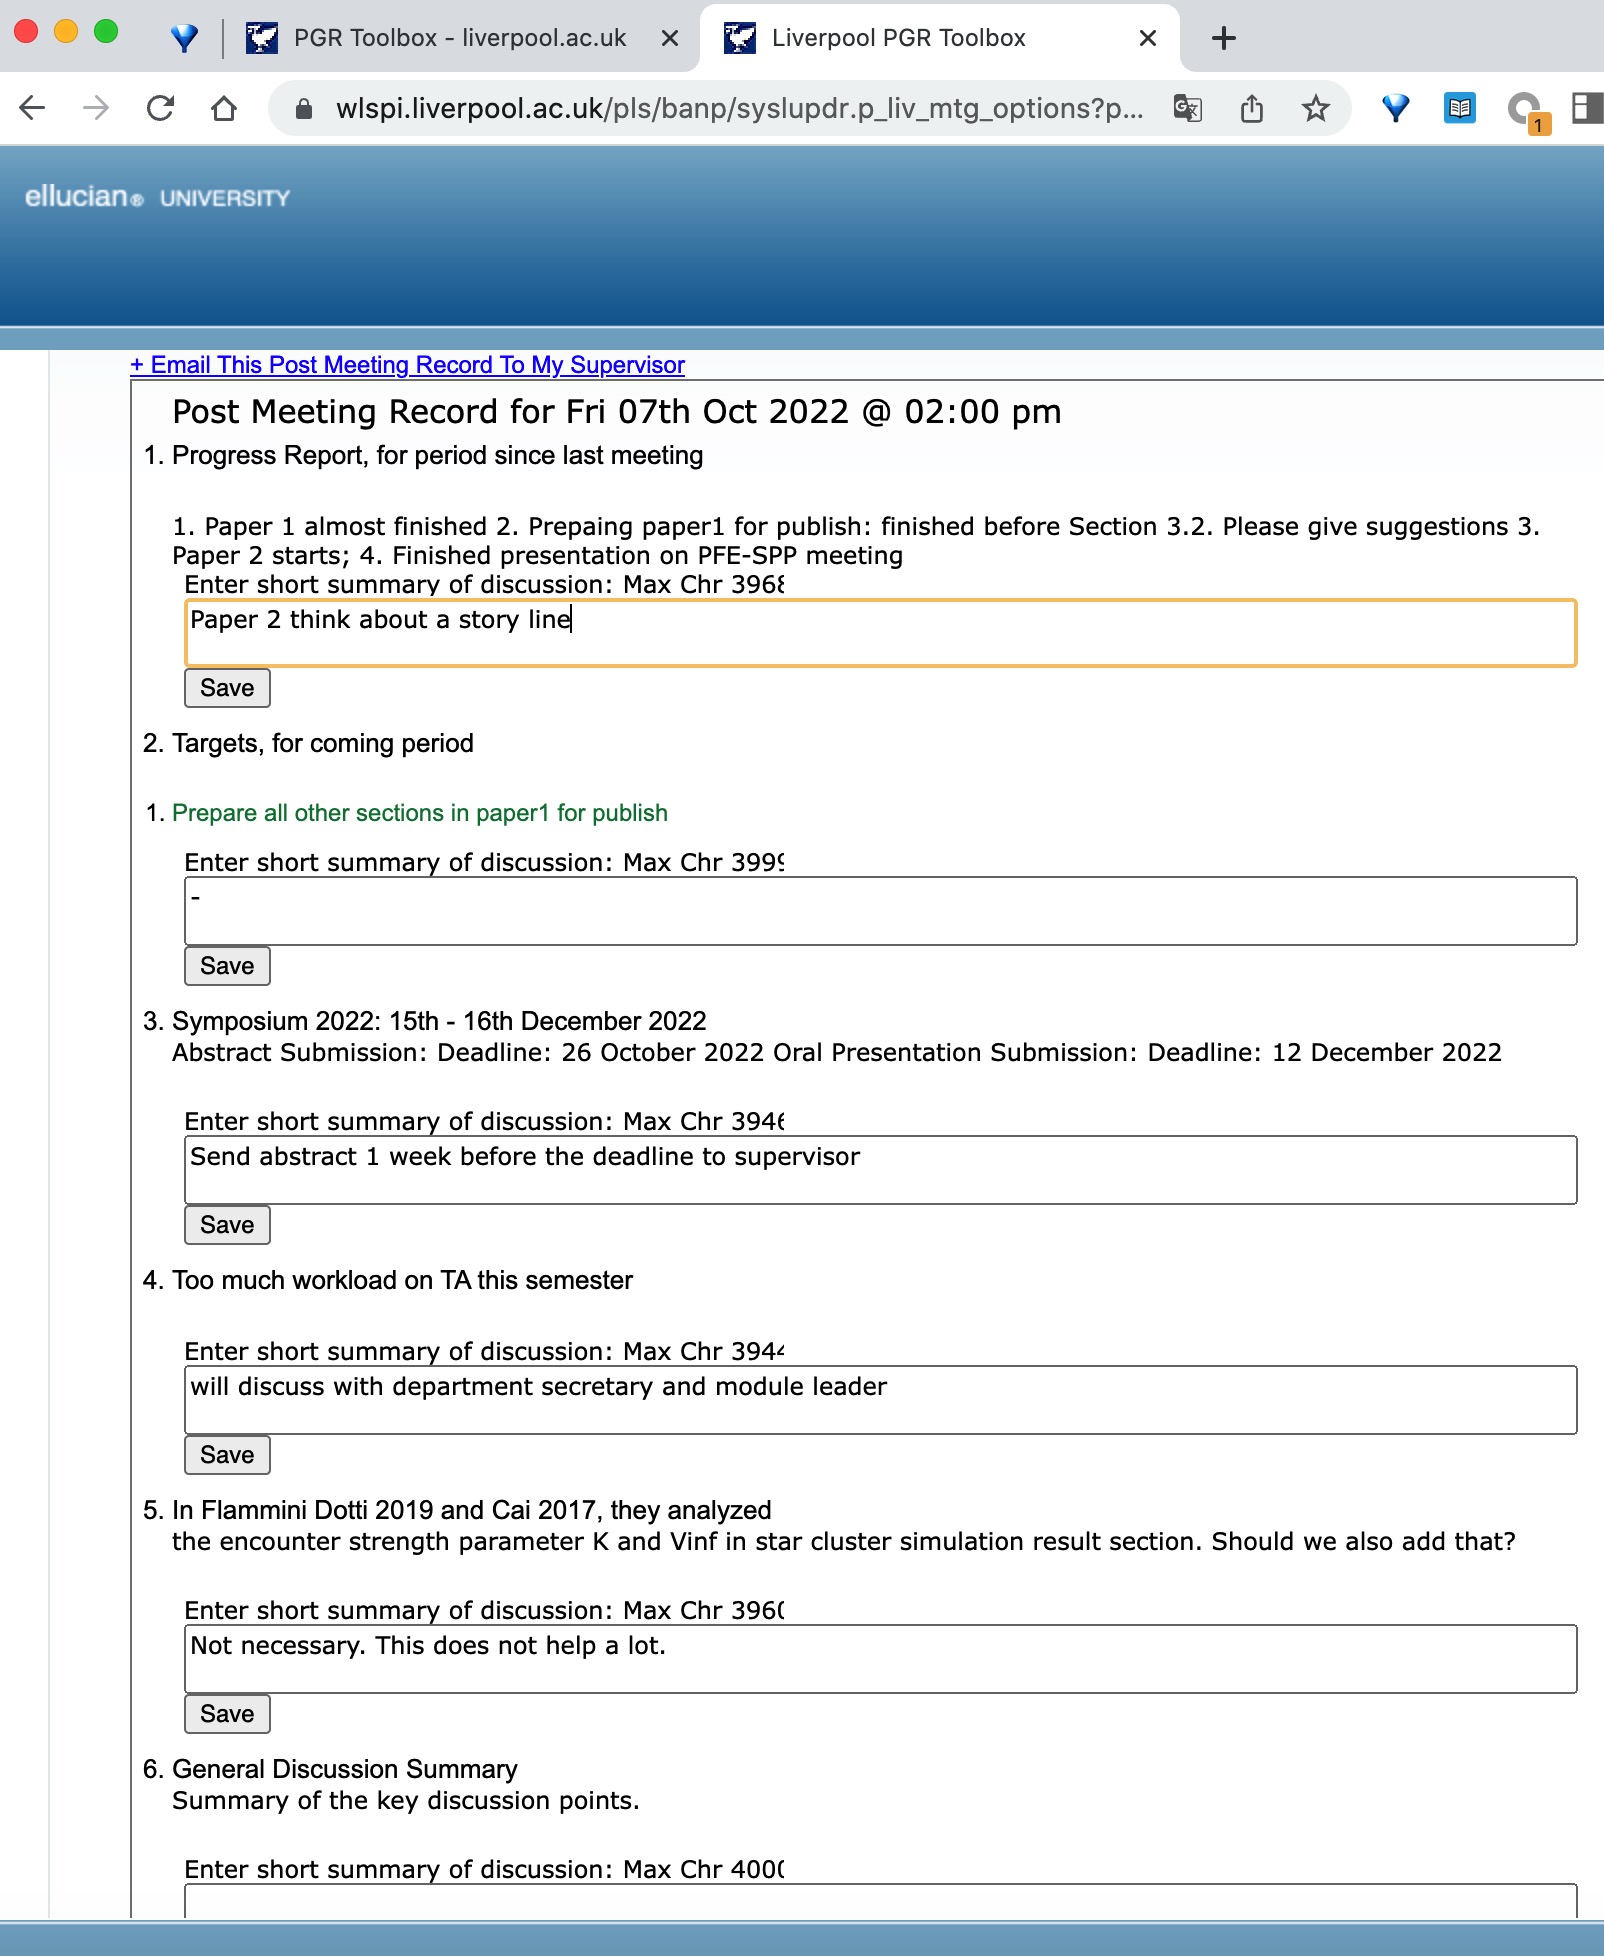 PGR Toolbox - liverpool.ac.uk
Liverpool PGR Toolbox
wlspi.liverpool.ac.uk/pls/banp/syslupdr.p_liv_mtg_options?p...
1
ellucian® UNIVERSITY
+ Email This Post Meeting Record To My Supervisor
Post Meeting Record for Fri 07th Oct 2022 @ 02:00 pm
1. Progress Report, for period since last meeting
1. Paper 1 almost finished 2. Prepaing paper1 for publish: finished before Section 3.2. Please give suggestions 3.
Paper 2 starts; 4. Finished presentation on PFE-SPP meeting
Enter short summary of discussion: Max Chr 3968
Paper 2 think about a story line
Save
2. Targets, for coming period
1. Prepare all other sections in paper1 for publish
Enter short summary of discussion: Max Chr 3999
-
Save
3. Symposium 2022: 15th - 16th December 2022
Abstract Submission: Deadline: 26 October 2022 Oral Presentation Submission: Deadline: 12 December 2022
Enter short summary of discussion: Max Chr 3946
Send abstract 1 week before the deadline to supervisor
Save
4. Too much workload on TA this semester
Enter short summary of discussion: Max Chr 3944
will discuss with department secretary and module leader
Save
5. In Flammini Dotti 2019 and Cai 2017, they analyzed
the encounter strength parameter K and Vinf in star cluster simulation result section. Should we also add that?
Enter short summary of discussion: Max Chr 3960
Not necessary. This does not help a lot.
Save
6. General Discussion Summary
Summary of the key discussion points.
Enter short summary of discussion: Max Chr 4000